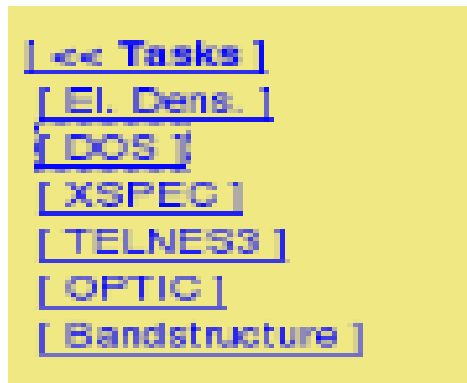 [ << Tasks ]
[ El. Dens. ]
[ DOS ]
[ XSPEC ]
[ TELNES3 ]
[ OPTIC ]
[ Bandstructure ]